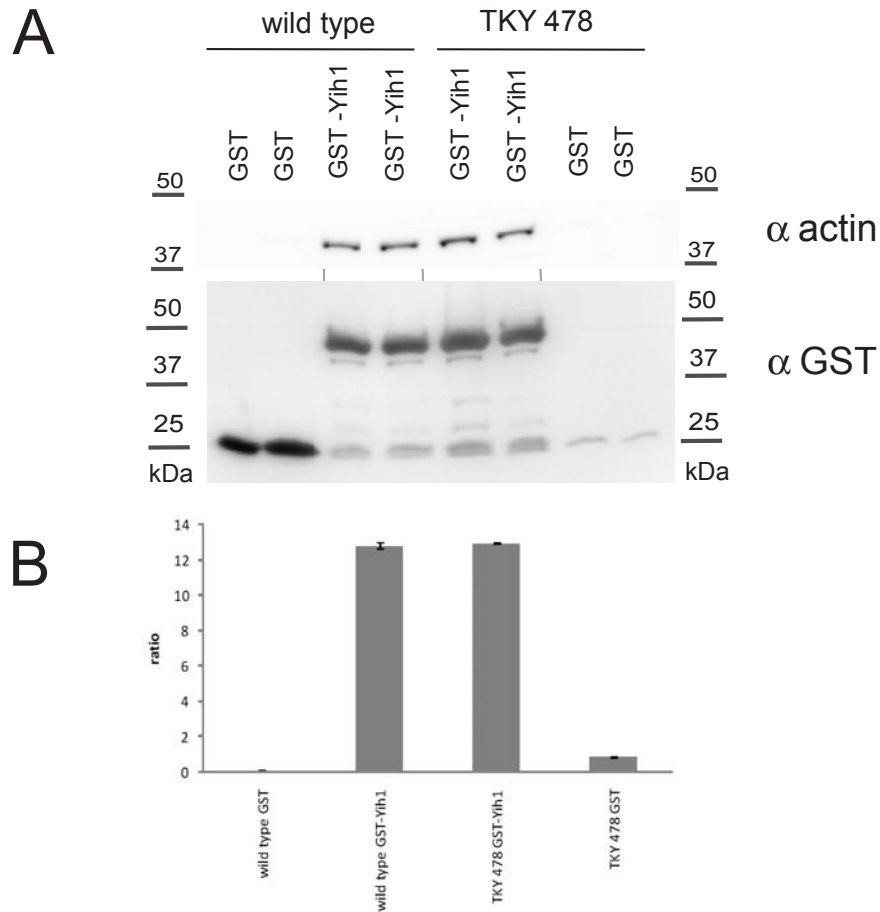 A
wild type TKY 478
GST GST GST -Yih1 GST -Yih1 GST -Yih1 GST -Yih1 GST GST
50 50
α actin
37 37
50 50
37 37
α GST
25 25
kDa kDa
B
14
12
10
8
6
4
2
0
ratio
wild type GST
wild type GST-Yih1
TKY 478 GST-Yih1
TKY 478 GST